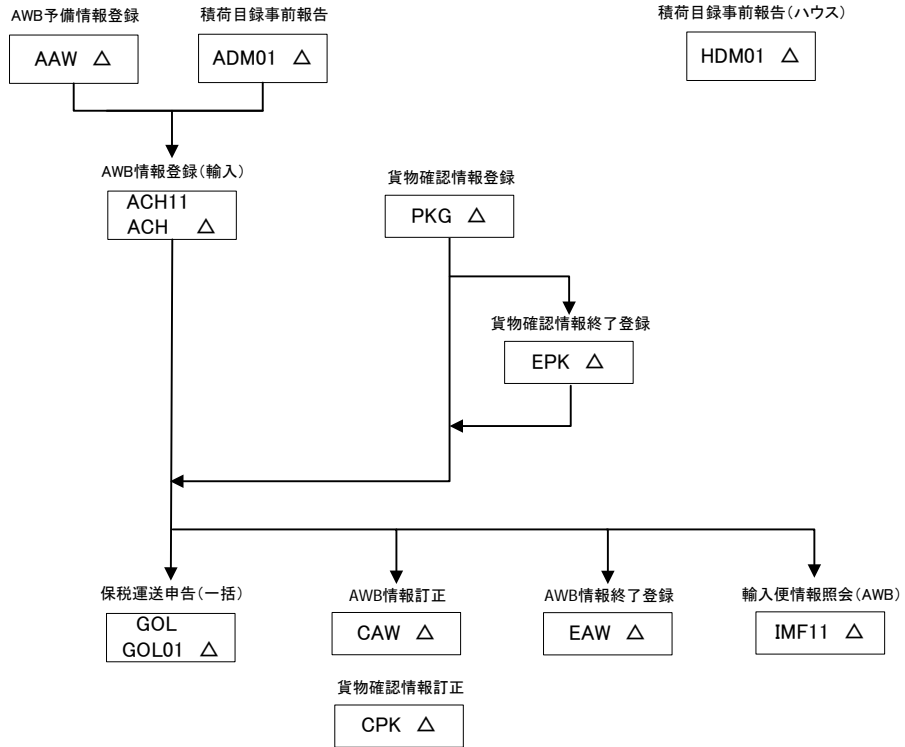 AWB予備情報登録
AAW △
積荷目録事前報告
ADM01 △
積荷目録事前報告(ハウス)
HDM01 △
AWB情報登録(輸入)
ACH11
ACH △
貨物確認情報登録
PKG △
貨物確認情報終了登録
EPK △
保税運送申告(一括)
GOL
GOL01 △
AWB情報訂正
CAW △
AWB情報終了登録
EAW △
輸入便情報照会(AWB)
IMF11 △
貨物確認情報訂正
CPK △